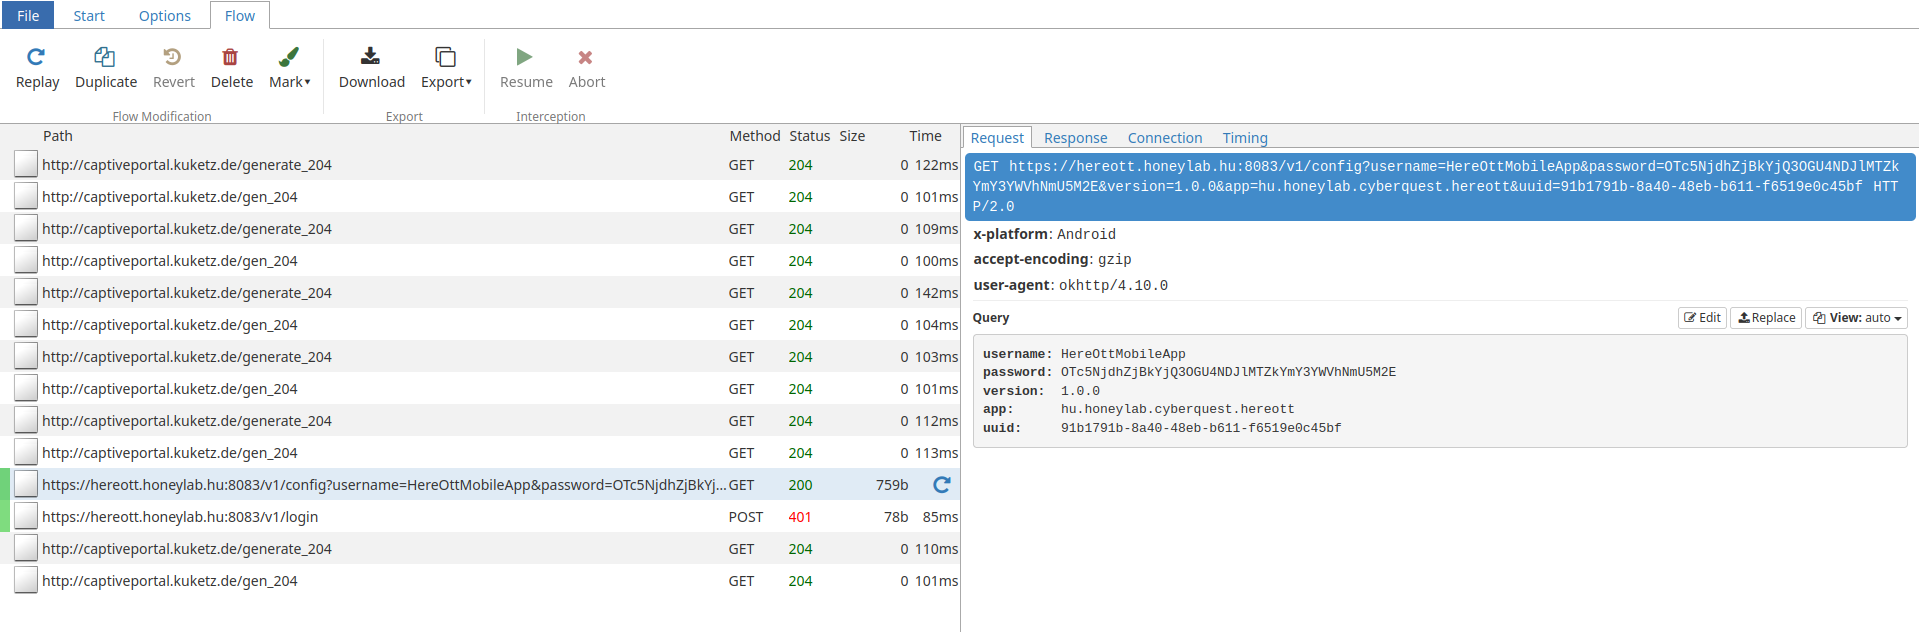 File Start Options Flow
Replay Duplicate Revert Delete Mark▾ Download Export▾ Resume Abort
Flow Modification Export Interception
Path Method Status Size Time
http://captiveportal.kuketz.de/generate_204 GET 204 0 122ms
http://captiveportal.kuketz.de/gen_204 GET 204 0 101ms
http://captiveportal.kuketz.de/generate_204 GET 204 0 109ms
http://captiveportal.kuketz.de/gen_204 GET 204 0 100ms
http://captiveportal.kuketz.de/generate_204 GET 204 0 142ms
http://captiveportal.kuketz.de/gen_204 GET 204 0 104ms
http://captiveportal.kuketz.de/generate_204 GET 204 0 103ms
http://captiveportal.kuketz.de/gen_204 GET 204 0 101ms
http://captiveportal.kuketz.de/generate_204 GET 204 0 112ms
http://captiveportal.kuketz.de/gen_204 GET 204 0 113ms
https://hereott.honeylab.hu:8083/v1/config?username=HereOttMobileApp&password=OTc5NjdhZjBkYj... GET 200 759b
https://hereott.honeylab.hu:8083/v1/login POST 401 78b 85ms
http://captiveportal.kuketz.de/generate_204 GET 204 0 110ms
http://captiveportal.kuketz.de/gen_204 GET 204 0 101ms
Request Response Connection Timing
GET https://hereott.honeylab.hu:8083/v1/config?username=HereOttMobileApp&password=OTc5NjdhZjBkYjQ3OGU4NDJlMTZk
YmY3YWVhNmU5M2E&version=1.0.0&app=hu.honeylab.cyberquest.hereott&uuid=91b1791b-8a40-48eb-b611-f6519e0c45bf HTT
P/2.0
x-platform: Android
accept-encoding: gzip
user-agent: okhttp/4.10.0
Query Edit Replace View: auto
username: HereOttMobileApp
password: OTc5NjdhZjBkYjQ3OGU4NDJlMTZkYmY3YWVhNmU5M2E
version: 1.0.0
app: hu.honeylab.cyberquest.hereott
uuid: 91b1791b-8a40-48eb-b611-f6519e0c45bf